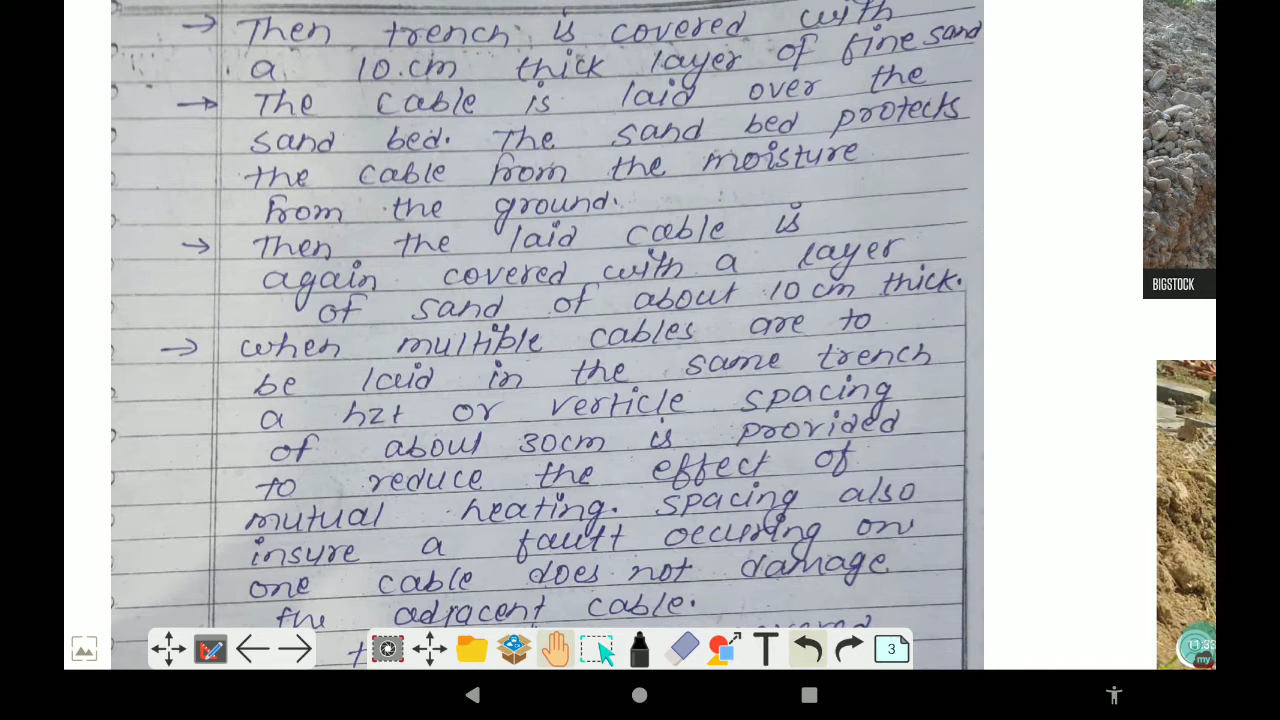 → Then trench is covered with
a 10.cm thick layer of fine sand
→ The cable is laid over the
sand bed. The sand bed protects
the cable from the moisture
from the ground.
→ Then the laid cable is
again covered with a layer
of sand of about 10 cm thick.
→ when multiple cables are to
be laid in the same trench
a hzt or verticle spacing
of about 30cm is provided
to reduce the effect of
mutual heating. spacing also
insure a fault occuring on
one cable does not damage
the adjacent cable.
BIGSTOCK
T
3
11:33
my